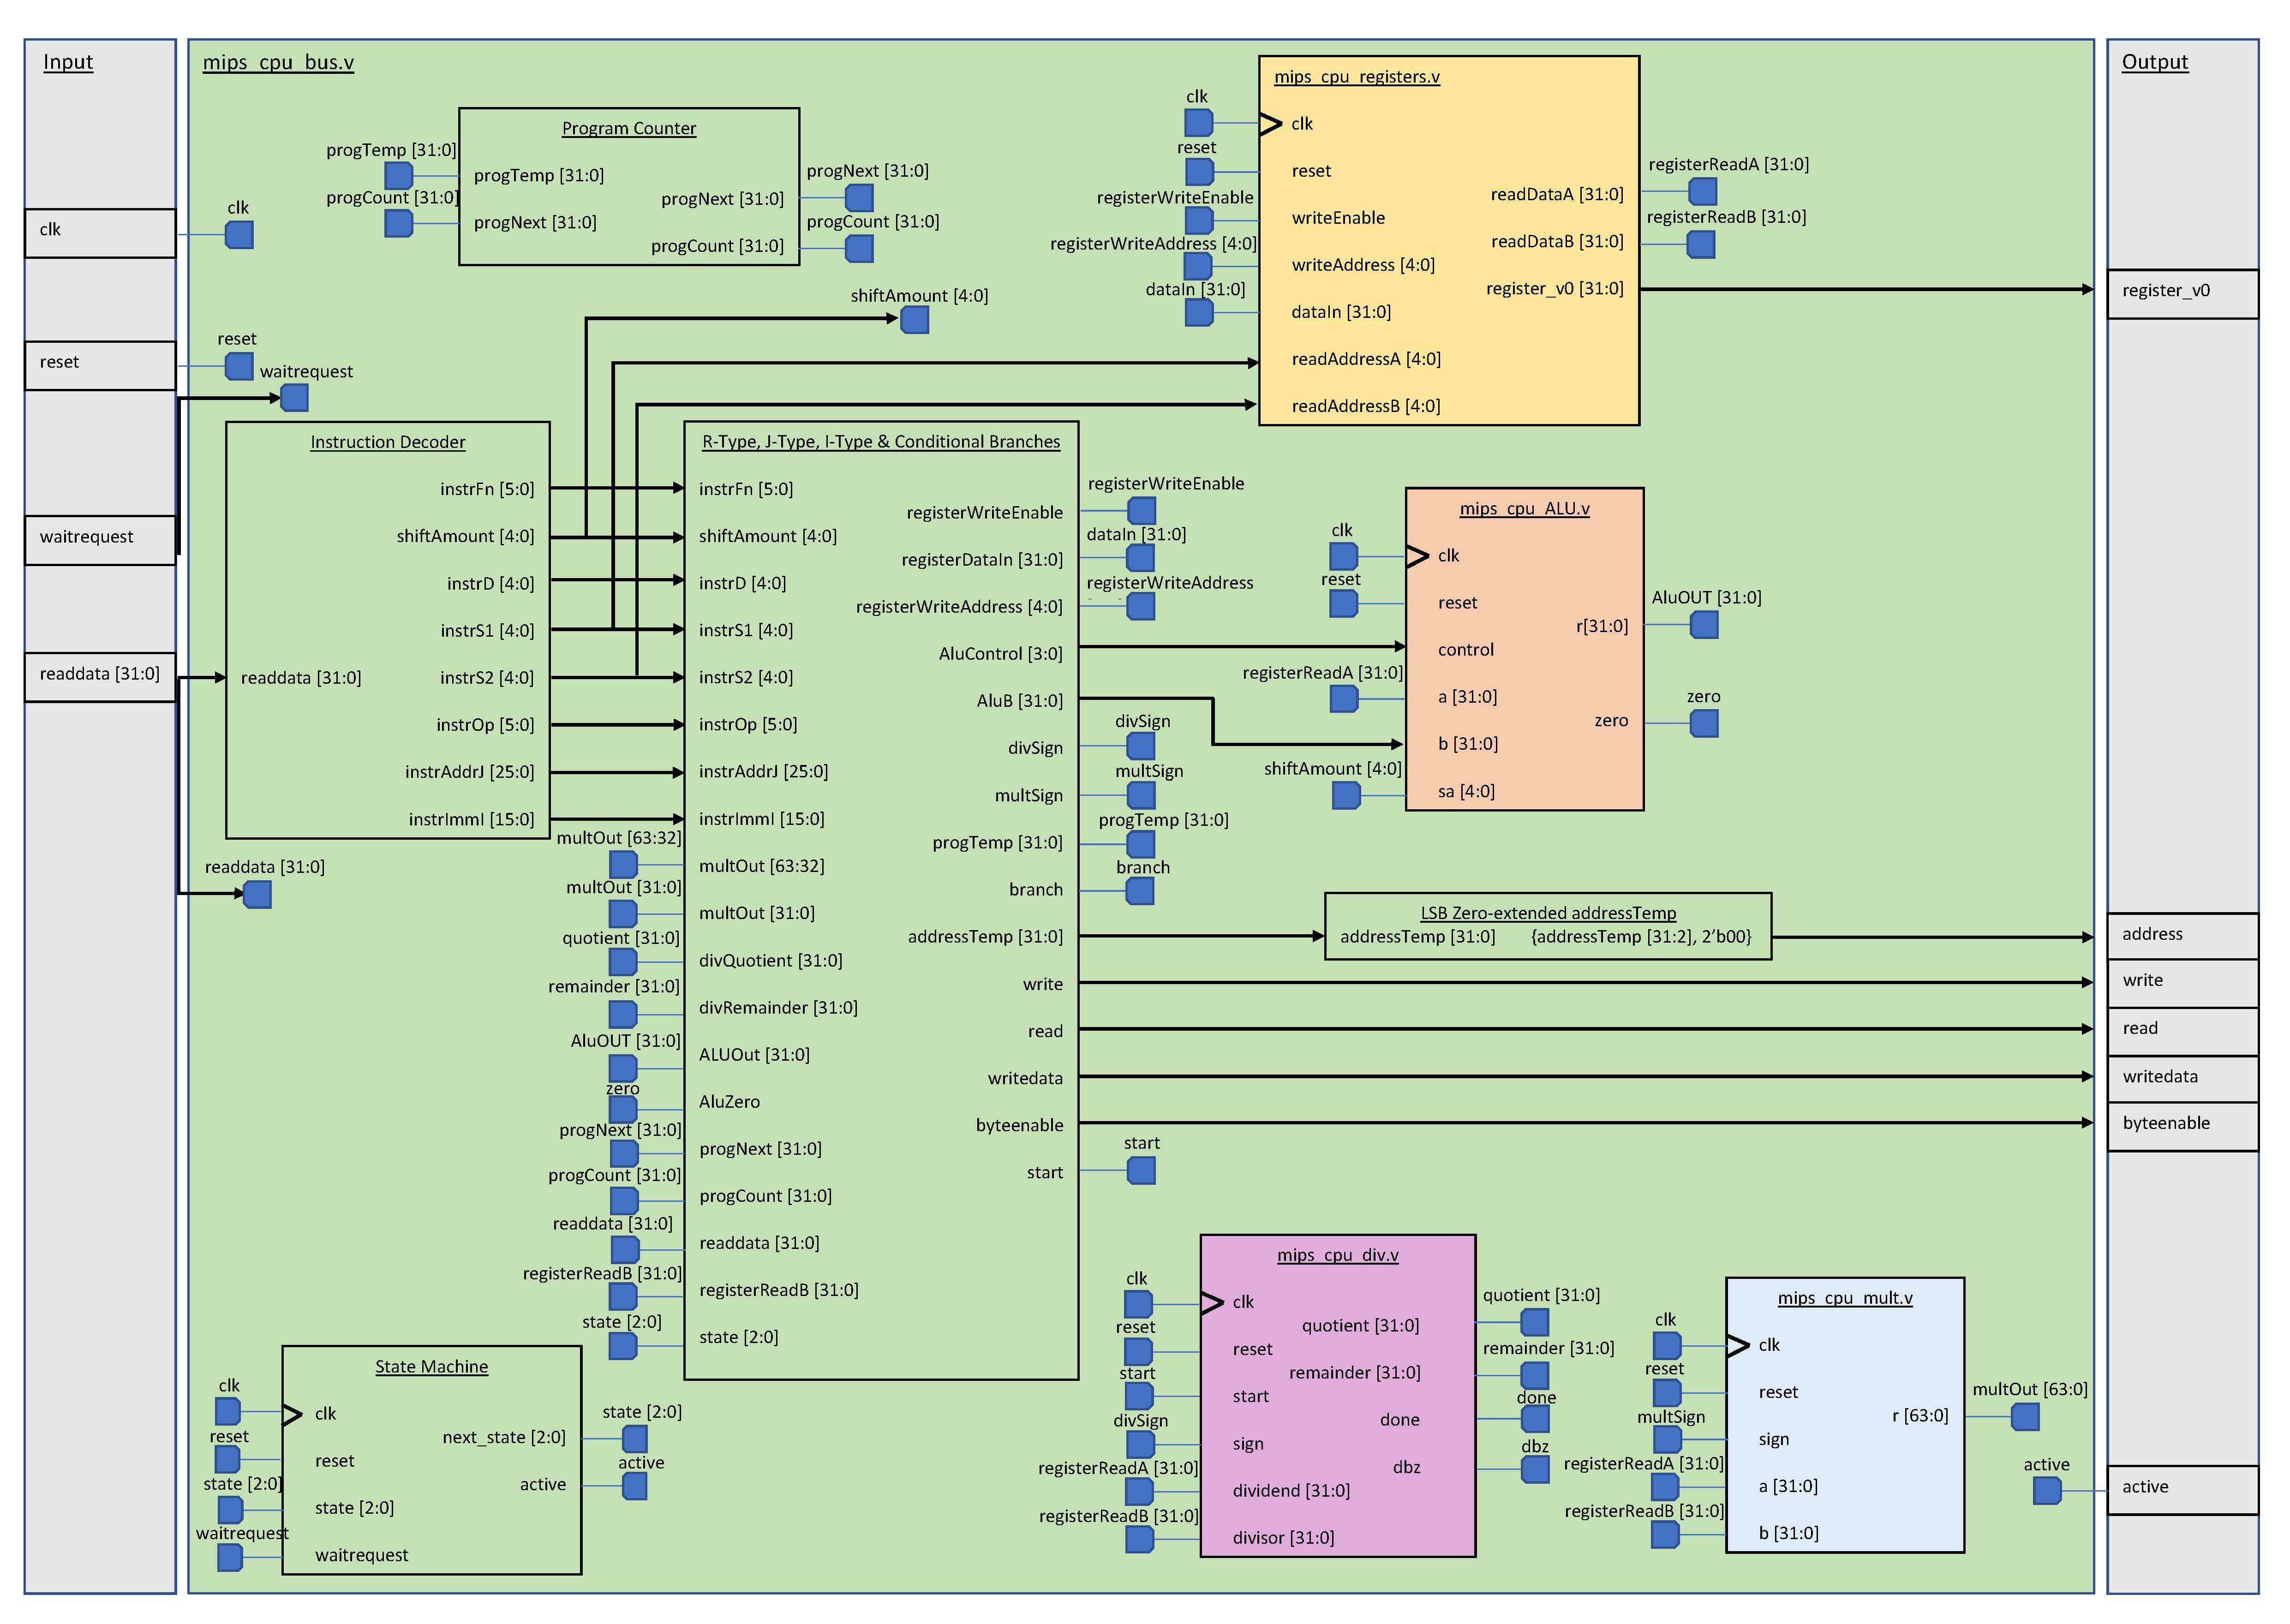 Input
clk
reset
waitrequest
readdata [31:0]
mips_cpu_bus.v
clk
reset
waitrequest
readdata [31:0]
Program Counter
progTemp [31:0]
progCount [31:0]
progTemp [31:0]
progNext [31:0]
progNext [31:0]
progCount [31:0]
progNext [31:0]
progCount [31:0]
shiftAmount [4:0]
mips_cpu_registers.v
clk
reset
registerWriteEnable
registerWriteAddress [4:0]
dataIn [31:0]
clk
reset
writeEnable
writeAddress [4:0]
dataIn [31:0]
readAddressA [4:0]
readAddressB [4:0]
readDataA [31:0]
readDataB [31:0]
register_v0 [31:0]
registerReadA [31:0]
registerReadB [31:0]
Instruction Decoder
readdata [31:0]
instrFn [5:0]
shiftAmount [4:0]
instrD [4:0]
instrS1 [4:0]
instrS2 [4:0]
instrOp [5:0]
instrAddrJ [25:0]
instrImmI [15:0]
R-Type, J-Type, I-Type & Conditional Branches
instrFn [5:0]
shiftAmount [4:0]
instrD [4:0]
instrS1 [4:0]
instrS2 [4:0]
instrOp [5:0]
instrAddrJ [25:0]
instrImmI [15:0]
multOut [63:32]
multOut [31:0]
divQuotient [31:0]
divRemainder [31:0]
ALUOut [31:0]
AluZero
progNext [31:0]
progCount [31:0]
readdata [31:0]
registerReadB [31:0]
state [2:0]
multOut [63:32]
multOut [31:0]
quotient [31:0]
remainder [31:0]
AluOUT [31:0]
zero
progNext [31:0]
progCount [31:0]
readdata [31:0]
registerReadB [31:0]
state [2:0]
registerWriteEnable
registerDataIn [31:0]
registerWriteAddress [4:0]
AluControl [3:0]
AluB [31:0]
divSign
multSign
progTemp [31:0]
branch
addressTemp [31:0]
write
read
writedata
byteenable
start
registerWriteEnable
dataIn [31:0]
registerWriteAddress
divSign
multSign
progTemp [31:0]
branch
start
mips_cpu_ALU.v
clk
reset
registerReadA [31:0]
shiftAmount [4:0]
clk
reset
control
a [31:0]
b [31:0]
sa [4:0]
r[31:0]
zero
AluOUT [31:0]
zero
LSB Zero-extended addressTemp
addressTemp [31:0] {addressTemp [31:2], 2’b00}
State Machine
clk
reset
state [2:0]
waitrequest
clk
reset
state [2:0]
waitrequest
next_state [2:0]
active
state [2:0]
active
mips_cpu_div.v
clk
reset
start
divSign
registerReadA [31:0]
registerReadB [31:0]
clk
reset
start
sign
dividend [31:0]
divisor [31:0]
quotient [31:0]
remainder [31:0]
done
dbz
quotient [31:0]
remainder [31:0]
done
dbz
mips_cpu_mult.v
clk
reset
multSign
registerReadA [31:0]
registerReadB [31:0]
clk
reset
sign
a [31:0]
b [31:0]
r [63:0]
multOut [63:0]
active
Output
register_v0
address
write
read
writedata
byteenable
active